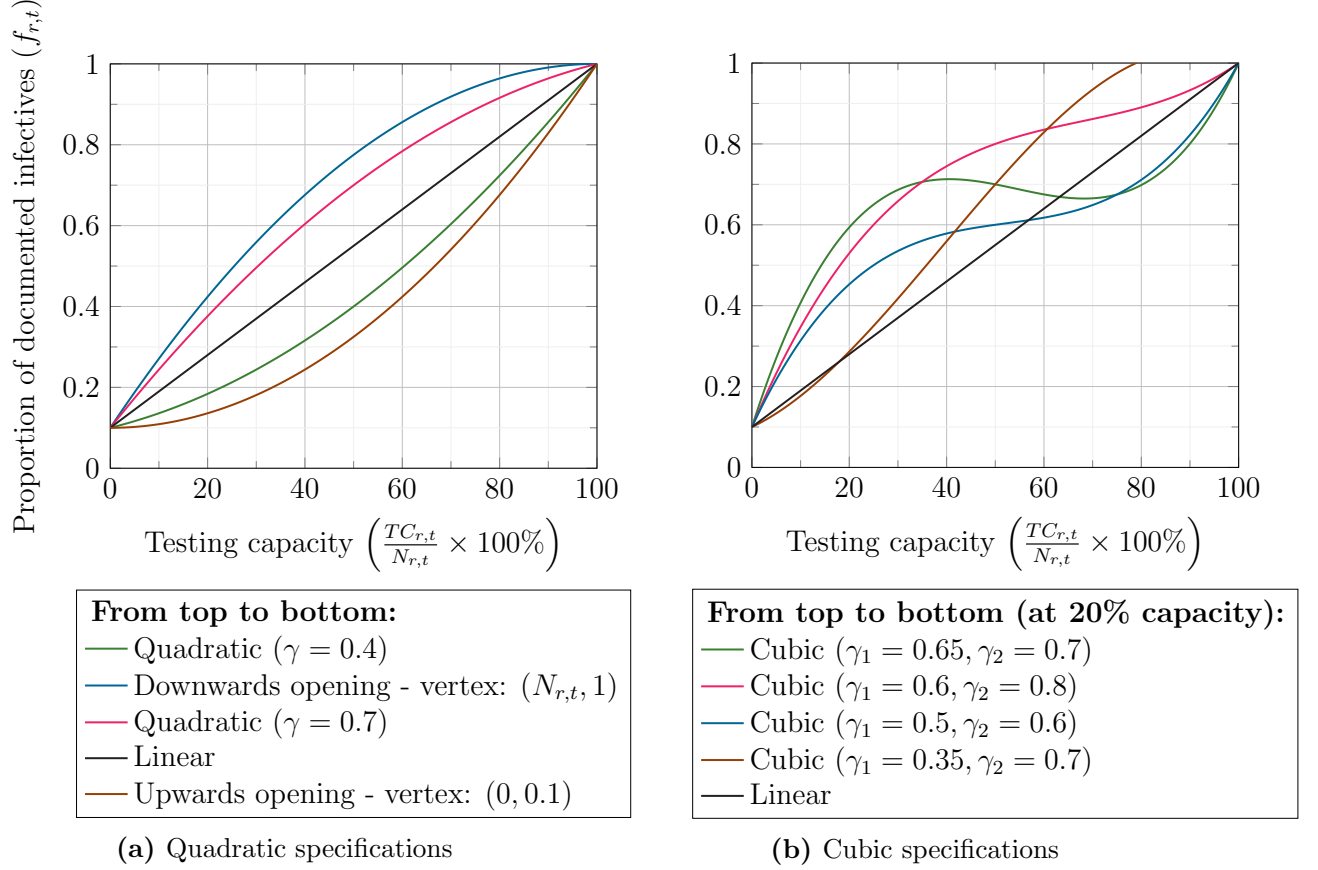 Proportion of documented infectives (f_{r,t})
1
0.8
0.6
0.4
0.2
0
0 20 40 60 80 100
Testing capacity (TC_{r,t}/N_{r,t} × 100%)
From top to bottom:
Quadratic (γ = 0.4)
Downwards opening - vertex: (N_{r,t}, 1)
Quadratic (γ = 0.7)
Linear
Upwards opening - vertex: (0, 0.1)
(a) Quadratic specifications
1
0.8
0.6
0.4
0.2
0
0 20 40 60 80 100
Testing capacity (TC_{r,t}/N_{r,t} × 100%)
From top to bottom (at 20% capacity):
Cubic (γ₁ = 0.65, γ₂ = 0.7)
Cubic (γ₁ = 0.6, γ₂ = 0.8)
Cubic (γ₁ = 0.5, γ₂ = 0.6)
Cubic (γ₁ = 0.35, γ₂ = 0.7)
Linear
(b) Cubic specifications